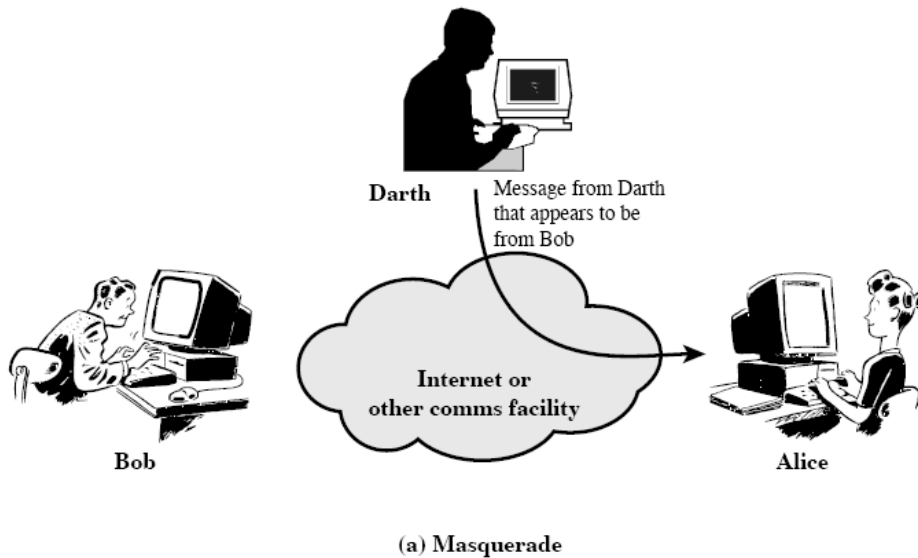 Darth
Message from Darth
that appears to be
from Bob
Internet or
other comms facility
Bob
Alice
(a) Masquerade